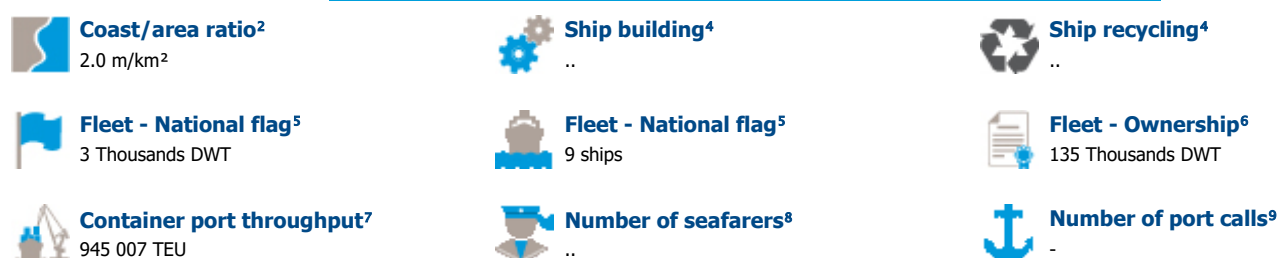 Coast/area ratio²
2.0 m/km²
Ship building⁴
..
Ship recycling⁴
..
Fleet - National flag⁵
3 Thousands DWT
Fleet - National flag⁵
9 ships
Fleet - Ownership⁶
135 Thousands DWT
Container port throughput⁷
945 007 TEU
Number of seafarers⁸
..
Number of port calls⁹
-